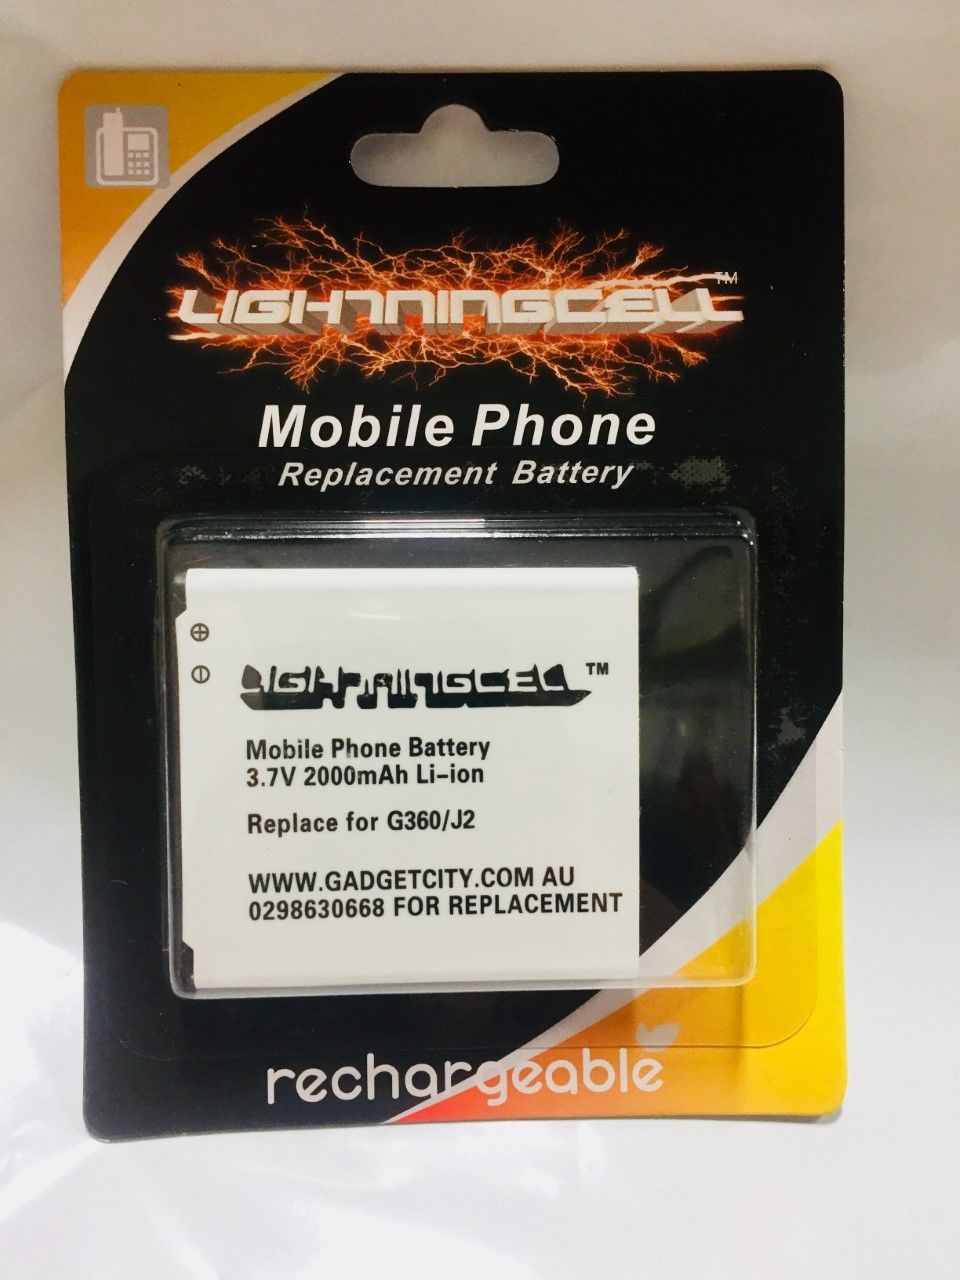 LIGHTNINGCELL™
Mobile Phone
Replacement Battery
LIGHTNINGCELL™
Mobile Phone Battery
3.7V 2000mAh Li-ion
Replace for G360/J2
WWW.GADGETCITY.COM AU
0298630668 FOR REPLACEMENT
rechargeable